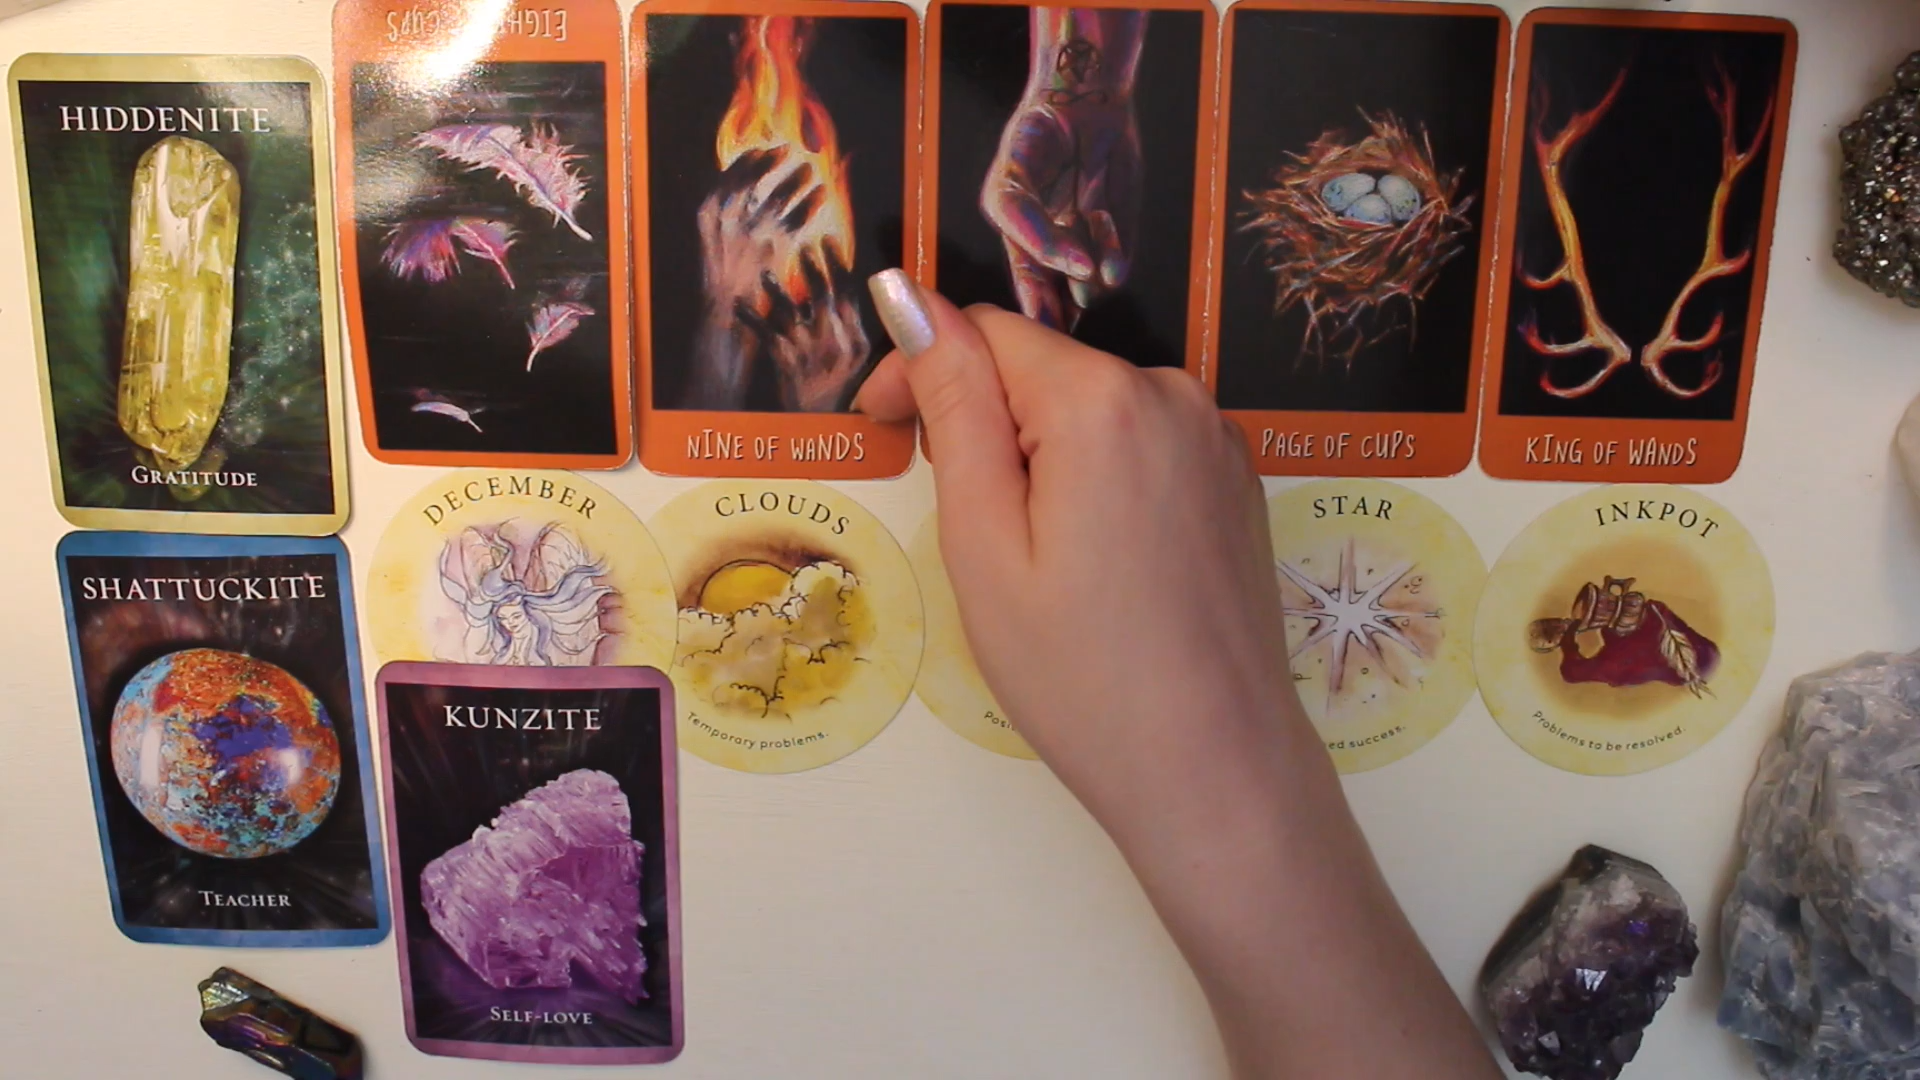 HIDDENITE
GRATITUDE
CUPS
NINE OF WANDS
PAGE OF CUPS
KING OF WANDS
DECEMBER
CLOUDS
Temporary problems.
STAR
success.
INKPOT
Problems to be resolved.
SHATTUCKITE
TEACHER
KUNZITE
SELF-LOVE